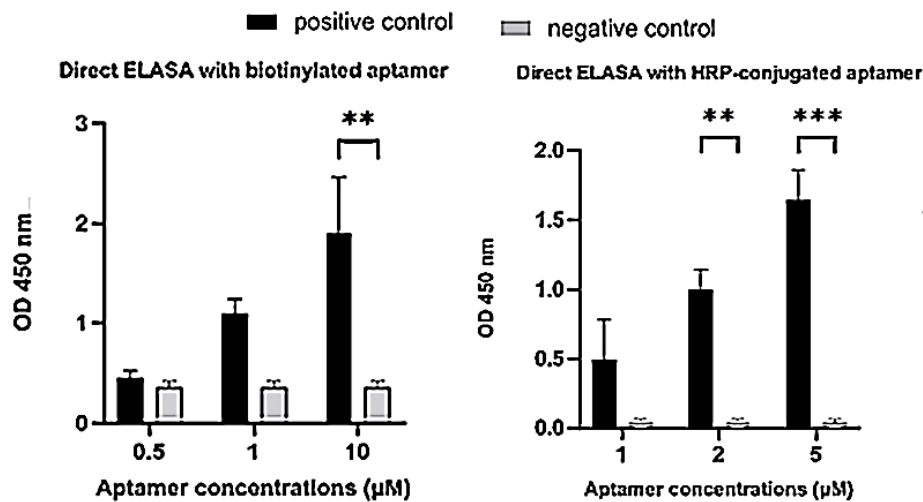 positive control
negative control
Direct ELASA with biotinylated aptamer
**
3
2
1
0
OD 450 nm
0.5
1
10
Aptamer concentrations (µM)
Direct ELASA with HRP-conjugated aptamer
**
***
2.0
1.5
1.0
0.5
0.0
OD 450 nm
1
2
5
Aptamer concentrations (µM)